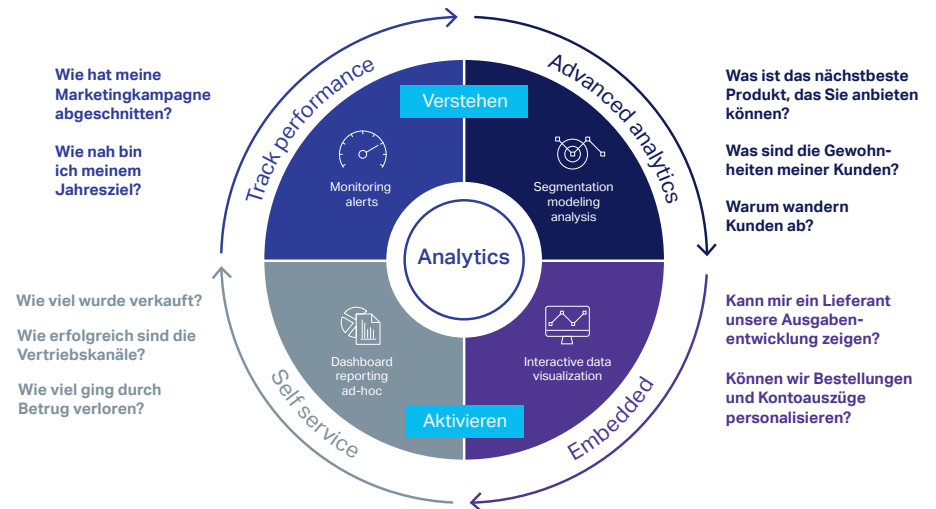 Wie hat meine
Marketingkampagne
abgeschnitten?
Wie nah bin
ich meinem
Jahresziel?
Track performance
Advanced analytics
Verstehen
Monitoring
alerts
Segmentation
modeling
analysis
Was ist das nächstbeste
Produkt, das Sie anbieten
können?
Was sind die Gewohn-
heiten meiner Kunden?
Warum wandern
Kunden ab?
Analytics
Wie viel wurde verkauft?
Wie erfolgreich sind die
Vertriebskanäle?
Wie viel ging durch
Betrug verloren?
Self service
Dashboard
reporting
ad-hoc
Interactive data
visualization
Aktivieren
Embedded
Kann mir ein Lieferant
unsere Ausgaben-
entwicklung zeigen?
Können wir Bestellungen
und Kontoauszüge
personalisieren?